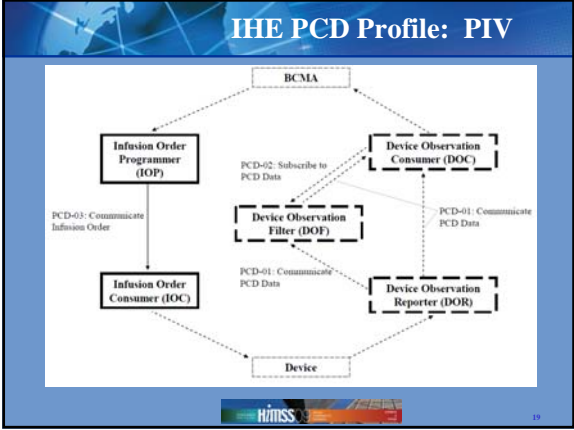 IHE PCD Profile: PIV
BCMA
Infusion Order
Programmer
(IOP)
Device Observation
Consumer (DOC)
PCD-02: Subscribe to
PCD Data
PCD-03: Communicate
Infusion Order
Device Observation
Filter (DOF)
PCD-01: Communicate
PCD Data
PCD-01: Communicate
PCD Data
Infusion Order
Consumer (IOC)
Device Observation
Reporter (DOR)
Device
HIMSS09
19